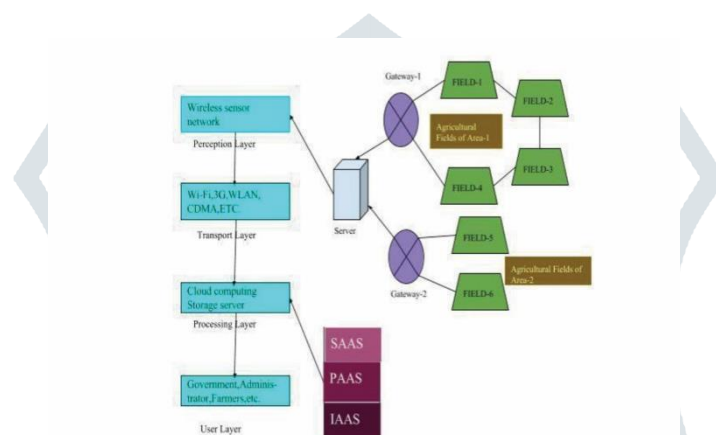 Wireless sensor
network
Perception Layer
Wi-Fi,3G,WLAN,
CDMA,ETC.
Transport Layer
Cloud computing
Storage server
Processing Layer
Government,Adminis-
trator,Farmers,etc.
User Layer
Server
SAAS
PAAS
IAAS
Gateway-1
FIELD-1
FIELD-2
Agricultural
Fields of Area-1
FIELD-3
FIELD-4
Gateway-2
FIELD-5
Agricultural Fields of
Area-2
FIELD-6